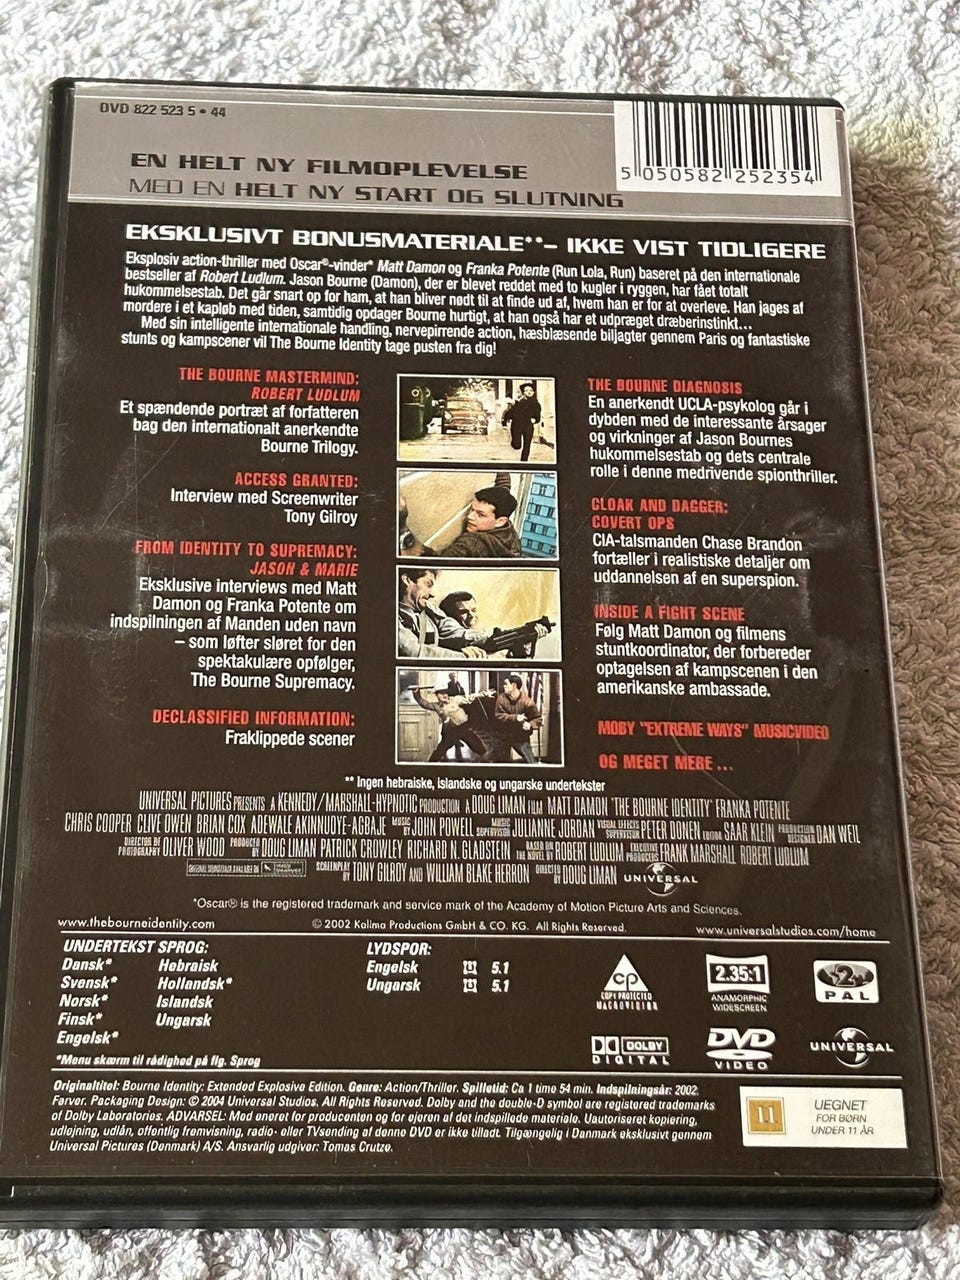 DVD 822 523 5 • 44
5 050582 252354
EN HELT NY FILMOPLEVELSE
MED EN HELT NY START OG SLUTNING
EKSKLUSIVT BONUSMATERIALE**– IKKE VIST TIDLIGERE
Eksplosiv action-thriller med Oscar®-vinder* Matt Damon og Franka Potente (Run Lola, Run) baseret på den internationale
bestseller af Robert Ludlum. Jason Bourne (Damon), der er blevet reddet med to kugler i ryggen, har fået totalt
hukommelsestab. Det går snart op for ham, at han bliver nødt til at finde ud af, hvem han er for at overleve. Han jages af
mordere i et kapløb med tiden, samtidig opdager Bourne hurtigt, at han også har et udpræget dræberinstinkt...
Med sin intelligente internationale handling, nervepirrende action, hæsblæsende biljagter gennem Paris og fantastiske
stunts og kampscener vil The Bourne Identity tage pusten fra dig!
THE BOURNE MASTERMIND:
ROBERT LUDLUM
Et spændende portræt af forfatteren
bag den internationalt anerkendte
Bourne Trilogy.
ACCESS GRANTED:
Interview med Screenwriter
Tony Gilroy
FROM IDENTITY TO SUPREMACY:
JASON & MARIE
Eksklusive interviews med Matt
Damon og Franka Potente om
indspilningen af Manden uden navn
– som løfter sløret for den
spektakulære opfølger,
The Bourne Supremacy.
DECLASSIFIED INFORMATION:
Fraklippede scener
THE BOURNE DIAGNOSIS
En anerkendt UCLA-psykolog går i
dybden med de interessante årsager
og virkninger af Jason Bournes
hukommelsestab og dets centrale
rolle i denne medrivende spionthriller.
CLOAK AND DAGGER:
COVERT OPS
CIA-talsmanden Chase Brandon
fortæller i realistiske detaljer om
uddannelsen af en superspion.
INSIDE A FIGHT SCENE
Følg Matt Damon og filmens
stuntkoordinator, der forbereder
optagelsen af kampscenen i den
amerikanske ambassade.
MOBY "EXTREME WAYS" MUSICVIDEO
OG MEGET MERE ...
** Ingen hebraiske, islandske og ungarske undertekster
UNIVERSAL PICTURES PRESENTS A KENNEDY/MARSHALL-HYPNOTIC PRODUCTION A DOUG LIMAN FILM MATT DAMON "THE BOURNE IDENTITY" FRANKA POTENTE
CHRIS COOPER CLIVE OWEN BRIAN COX ADEWALE AKINNUOYE-AGBAJE MUSIC BY JOHN POWELL MUSIC SUPERVISION JULIANNE JORDAN VISUAL EFFECTS SUPERVISOR PETER DONEN EDITOR SAAR KLEIN PRODUCTION DESIGNER DAN WEIL
DIRECTOR OF PHOTOGRAPHY OLIVER WOOD PRODUCED BY DOUG LIMAN PATRICK CROWLEY RICHARD N. GLADSTEIN BASED ON THE NOVEL BY ROBERT LUDLUM EXECUTIVE PRODUCERS FRANK MARSHALL ROBERT LUDLUM
SCREENPLAY BY TONY GILROY AND WILLIAM BLAKE HERRON DIRECTED BY DOUG LIMAN UNIVERSAL
*Oscar® is the registered trademark and service mark of the Academy of Motion Picture Arts and Sciences.
www.thebourneidentity.com
© 2002 Kalima Productions GmbH & CO. KG. All Rights Reserved.
www.universalstudios.com/home
UNDERTEKST SPROG:
Dansk* Hebraisk
Svensk* Hollandsk*
Norsk* Islandsk
Finsk* Ungarsk
Engelsk*
*Menu skærm til rådighed på flg. Sprog
LYDSPOR:
Engelsk 5.1
Ungarsk 5.1
CP
COPY PROTECTED
MACROVISION
2.35:1
ANAMORPHIC
WIDESCREEN
2
PAL
DOLBY
DIGITAL
DVD
VIDEO
UNIVERSAL
Originaltitel: Bourne Identity: Extended Explosive Edition. Genre: Action/Thriller. Spilletid: Ca 1 time 54 min. Indspilningsår: 2002.
Farver. Packaging Design: © 2004 Universal Studios. All Rights Reserved. Dolby and the double-D symbol are registered trademarks
of Dolby Laboratories. ADVARSEL: Med eneret for producenten og for ejeren af det indspillede materiale. Uautoriseret kopiering,
udlejning, udlån, offentlig fremvisning, radio- eller TVsending af denne DVD er ikke tilladt. Tilgængelig i Danmark eksklusivt gennem
Universal Pictures (Denmark) A/S. Ansvarlig udgiver: Tomas Crutze.
11
UEGNET
FOR BØRN
UNDER 11 ÅR